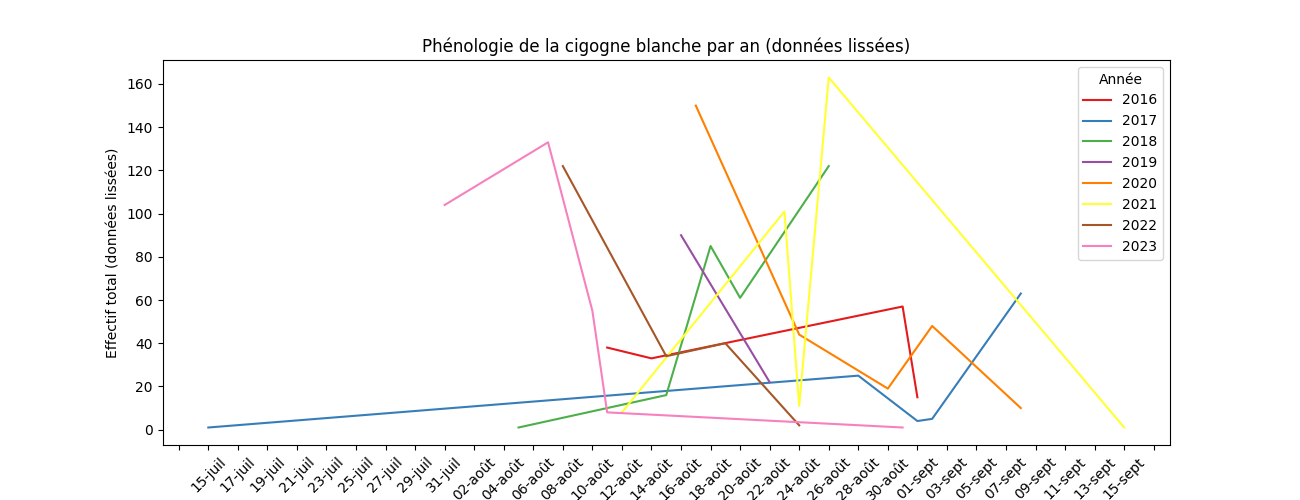 Phénologie de la cigogne blanche par an (données lissées)
Effectif total (données lissées)
160
140
120
100
80
60
40
20
0
Année
2016
2017
2018
2019
2020
2021
2022
2023
15-juil
17-juil
19-juil
21-juil
23-juil
25-juil
27-juil
29-juil
31-juil
02-août
04-août
06-août
08-août
10-août
12-août
14-août
16-août
18-août
20-août
22-août
24-août
26-août
28-août
30-août
01-sept
03-sept
05-sept
07-sept
09-sept
11-sept
13-sept
15-sept